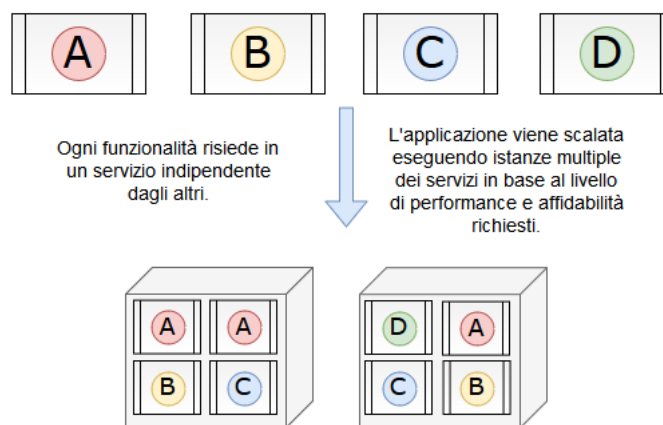 A B C D
Ogni funzionalità risiede in
un servizio indipendente
dagli altri.
L'applicazione viene scalata
eseguendo istanze multiple
dei servizi in base al livello
di performance e affidabilità
richiesti.
A A
B C
D A
C B